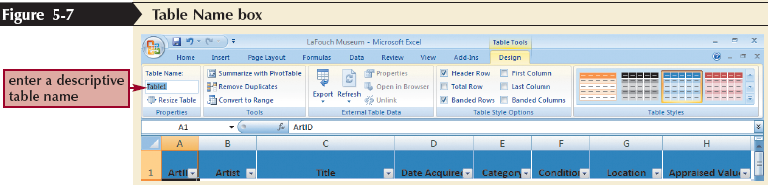 Figure 5-7 Table Name box
LaFouch Museum - Microsoft Excel Table Tools
Home Insert Page Layout Formulas Data Review View Add-Ins Design
Table Name: Summarize with PivotTable Properties Header Row First Column
enter a descriptive table name
Table1 Remove Duplicates Export Refresh Open in Browser Total Row Last Column
Resize Table Convert to Range Unlink Banded Rows Banded Columns
Properties Tools External Table Data Table Style Options Table Styles
A1 fx ArtID
A B C D E F G H
1 ArtI Artist Title Date Acquire Categor Conditio Location Appraised Valu